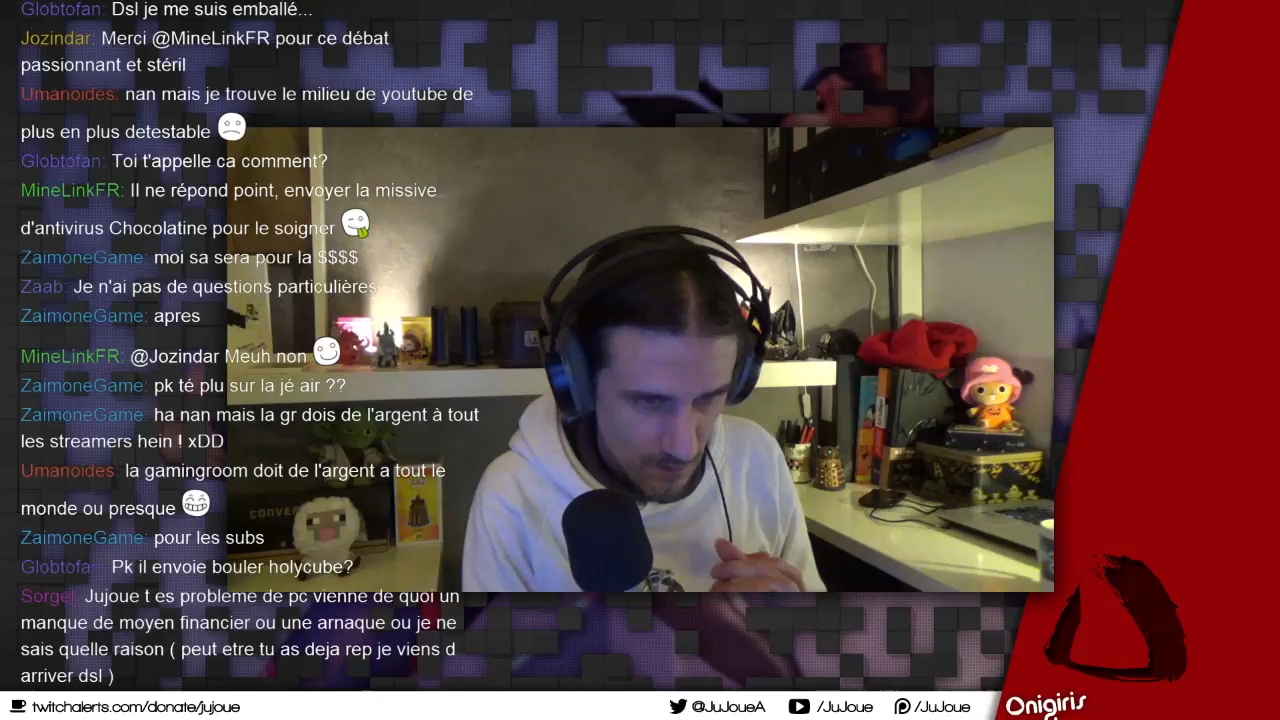 Globtofan: Dsl je me suis emballé...
Jozindar: Merci @MineLinkFR pour ce débat
passionnant et stéril
Umanoides: nan mais je trouve le milieu de youtube de
plus en plus detestable
Globtofan: Toi t'appelle ca comment?
MineLinkFR: Il ne répond point, envoyer la missive
d'antivirus Chocolatine pour le soigner
ZaimoneGame: moi sa sera pour la $$$$
Zaab: Je n'ai pas de questions particulières
ZaimoneGame: apres
MineLinkFR: @Jozindar Meuh non
ZaimoneGame: pk té plu sur la jé air ??
ZaimoneGame: ha nan mais la gr dois de l'argent à tout
les streamers hein ! xDD
Umanoides: la gamingroom doit de l'argent a tout le
monde ou presque
ZaimoneGame: pour les subs
Globtofan: Pk il envoie bouler holycube?
Sorgel: Jujoue t es probleme de pc vienne de quoi un
manque de moyen financier ou une arnaque ou je ne
sais quelle raison ( peut etre tu as deja rep je viens d
arriver dsl )
twitchalerts.com/donate/jujoue
@JuJoueA
/JuJoue
/JuJoue
Onigiris